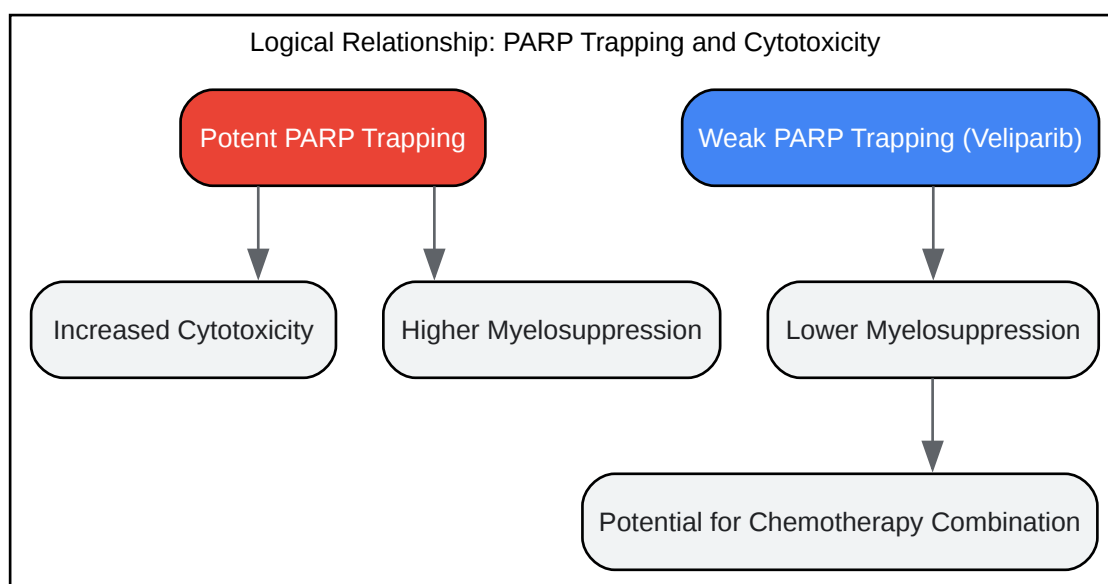 Logical Relationship: PARP Trapping and Cytotoxicity
Potent PARP Trapping
Weak PARP Trapping (Veliparib)
Increased Cytotoxicity
Higher Myelosuppression
Lower Myelosuppression
Potential for Chemotherapy Combination